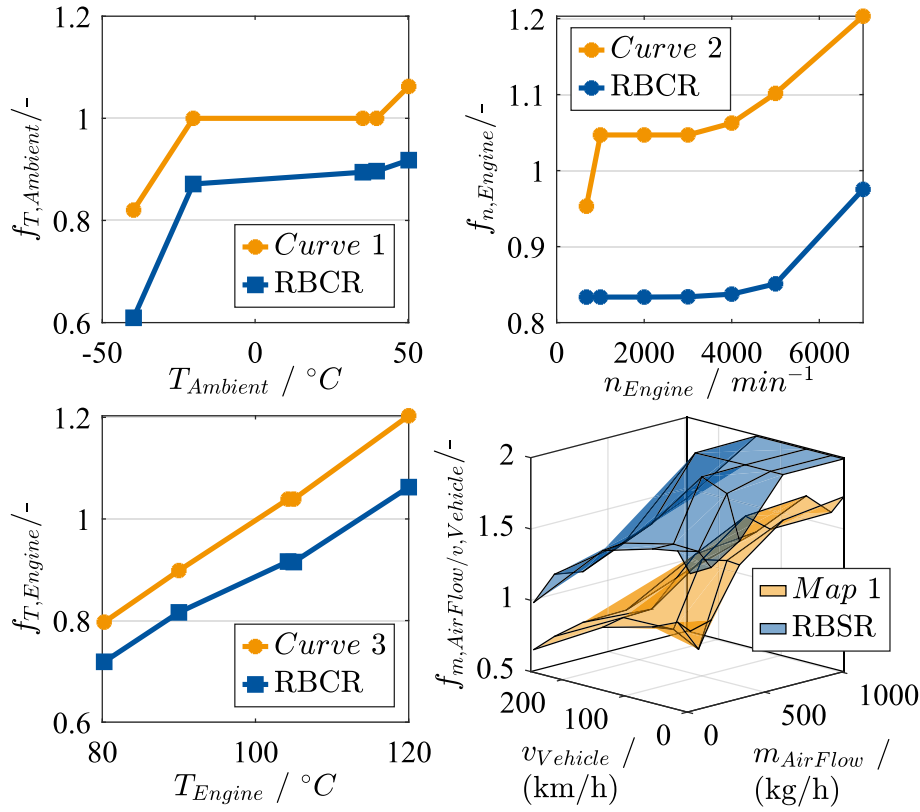 1.2
1
0.8
0.6
-50
0
50
f_{T,Ambient}/-
T_{Ambient} / °C
Curve 1
RBCR
1.2
1.1
1
0.9
0.8
0
2000
4000
6000
f_{n,Engine}/-
n_{Engine} / min^{-1}
Curve 2
RBCR
1.2
1
0.8
0.6
80
100
120
f_{T,Engine}/-
T_{Engine} / °C
Curve 3
RBCR
2
1.5
1
0.5
200
100
0
0
500
1000
f_{m,AirFlow/v,Vehicle}/-
v_{Vehicle} /
(km/h)
m_{AirFlow} /
(kg/h)
Map 1
RBSR